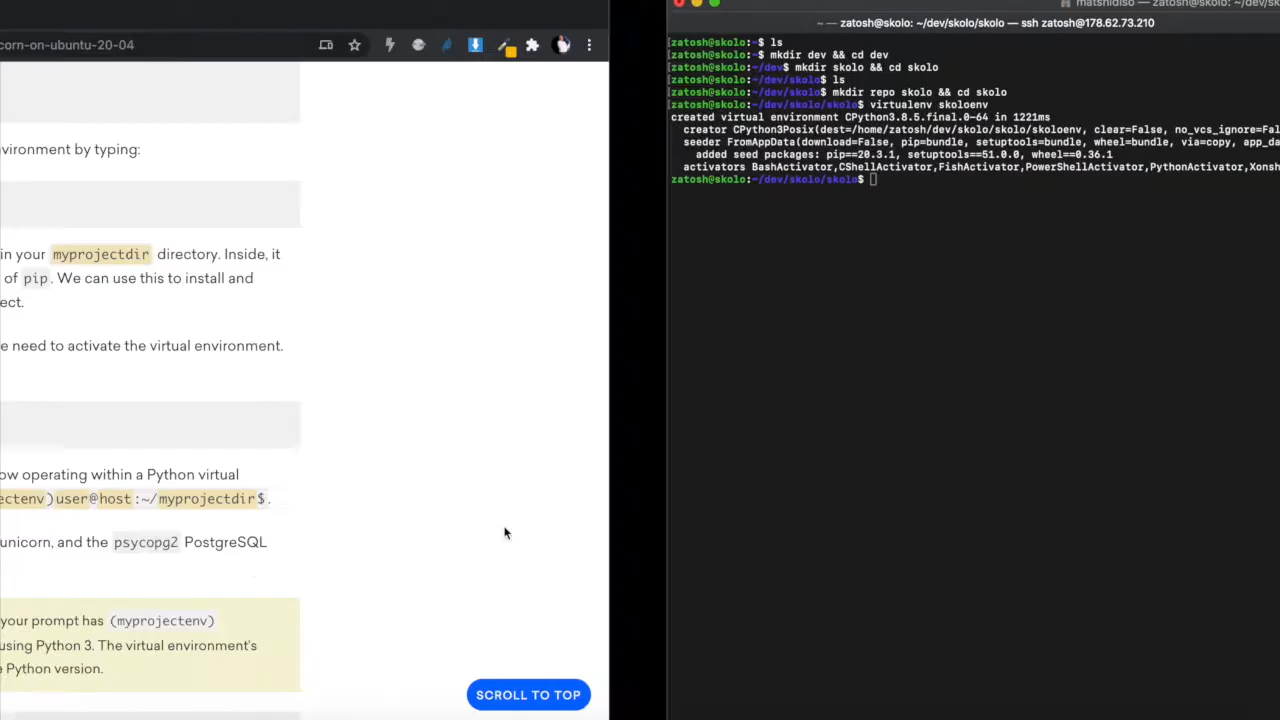 corn-on-ubuntu-20-04
vironment by typing:
in your myprojectdir directory. Inside, it
of pip. We can use this to install and
ect.
e need to activate the virtual environment.
ow operating within a Python virtual
ectenv)user@host:~/myprojectdir$.
unicorn, and the psycopg2 PostgreSQL
your prompt has (myprojectenv)
using Python 3. The virtual environment's
e Python version.
SCROLL TO TOP
matshidiso — zatosh@skolo: ~/dev/sk
~ — zatosh@skolo: ~/dev/skolo/skolo — ssh zatosh@178.62.73.210
[zatosh@skolo:~$ ls
[zatosh@skolo:~$ mkdir dev && cd dev
[zatosh@skolo:~/dev$ mkdir skolo && cd skolo
[zatosh@skolo:~/dev/skolo$ ls
[zatosh@skolo:~/dev/skolo$ mkdir repo skolo && cd skolo
[zatosh@skolo:~/dev/skolo/skolo$ virtualenv skoloenv
created virtual environment CPython3.8.5.final.0-64 in 1221ms
creator CPython3Posix(dest=/home/zatosh/dev/skolo/skolo/skoloenv, clear=False, no_vcs_ignore=Fa
seeder FromAppData(download=False, pip=bundle, setuptools=bundle, wheel=bundle, via=copy, app_da
added seed packages: pip==20.3.1, setuptools==51.0.0, wheel==0.36.1
activators BashActivator,CShellActivator,FishActivator,PowerShellActivator,PythonActivator,Xonsh
zatosh@skolo:~/dev/skolo/skolo$